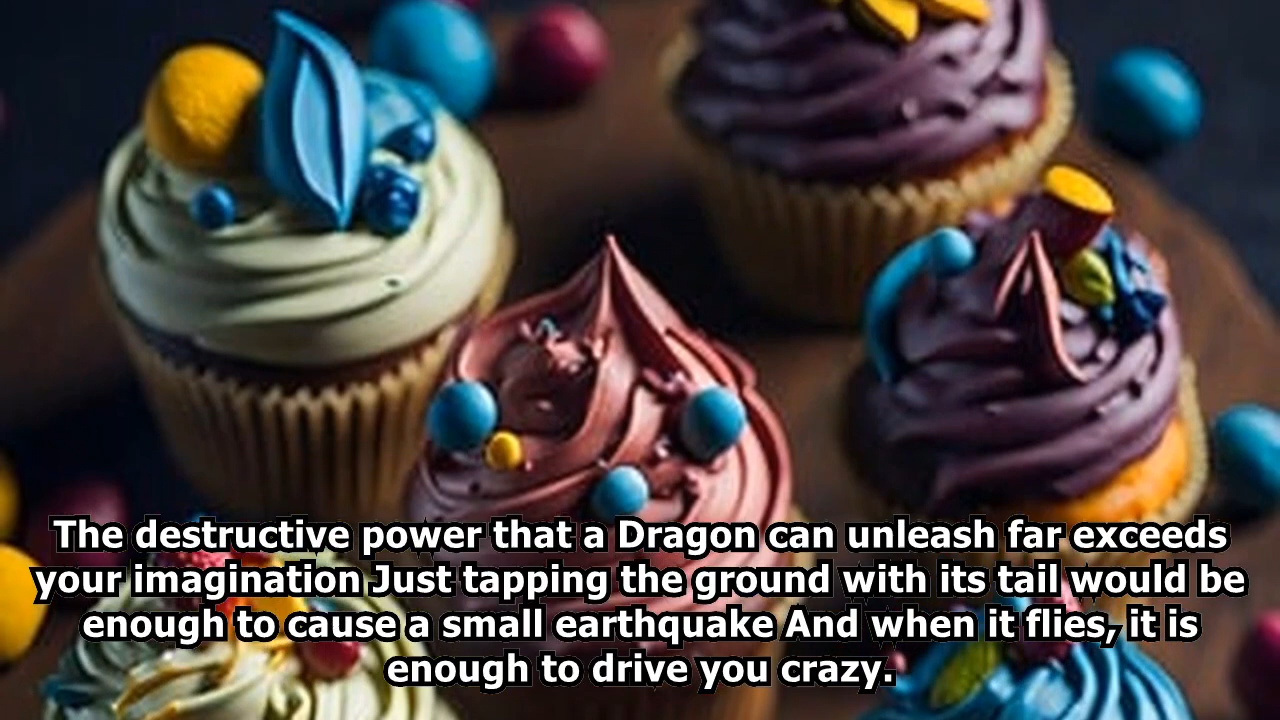 The destructive power that a Dragon can unleash far exceeds
your imagination Just tapping the ground with its tail would be
enough to cause a small earthquake And when it flies, it is
enough to drive you crazy.